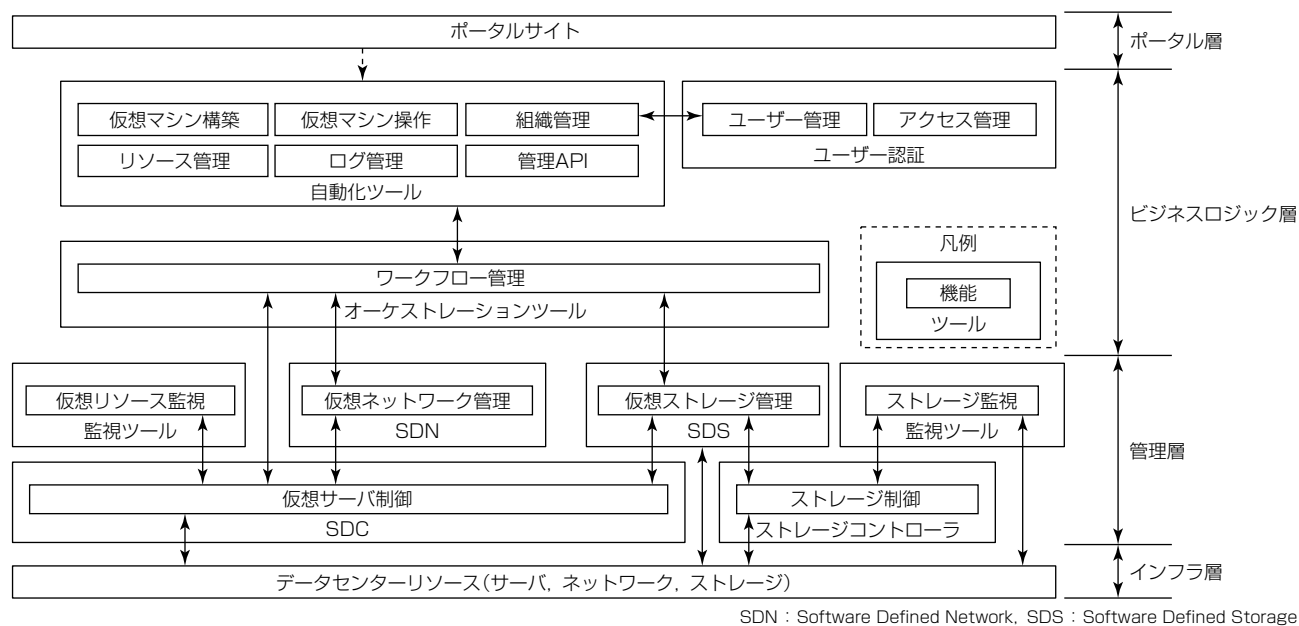 ポータルサイト
ポータル層
仮想マシン構築
仮想マシン操作
組織管理
ユーザー管理
アクセス管理
リソース管理
ログ管理
管理API
ユーザー認証
自動化ツール
ビジネスロジック層
凡例
機能
ツール
ワークフロー管理
オーケストレーションツール
仮想リソース監視
監視ツール
仮想ネットワーク管理
SDN
仮想ストレージ管理
SDS
ストレージ監視
監視ツール
管理層
仮想サーバ制御
SDC
ストレージ制御
ストレージコントローラ
データセンターリソース(サーバ, ネットワーク, ストレージ)
インフラ層
SDN:Software Defined Network, SDS:Software Defined Storage